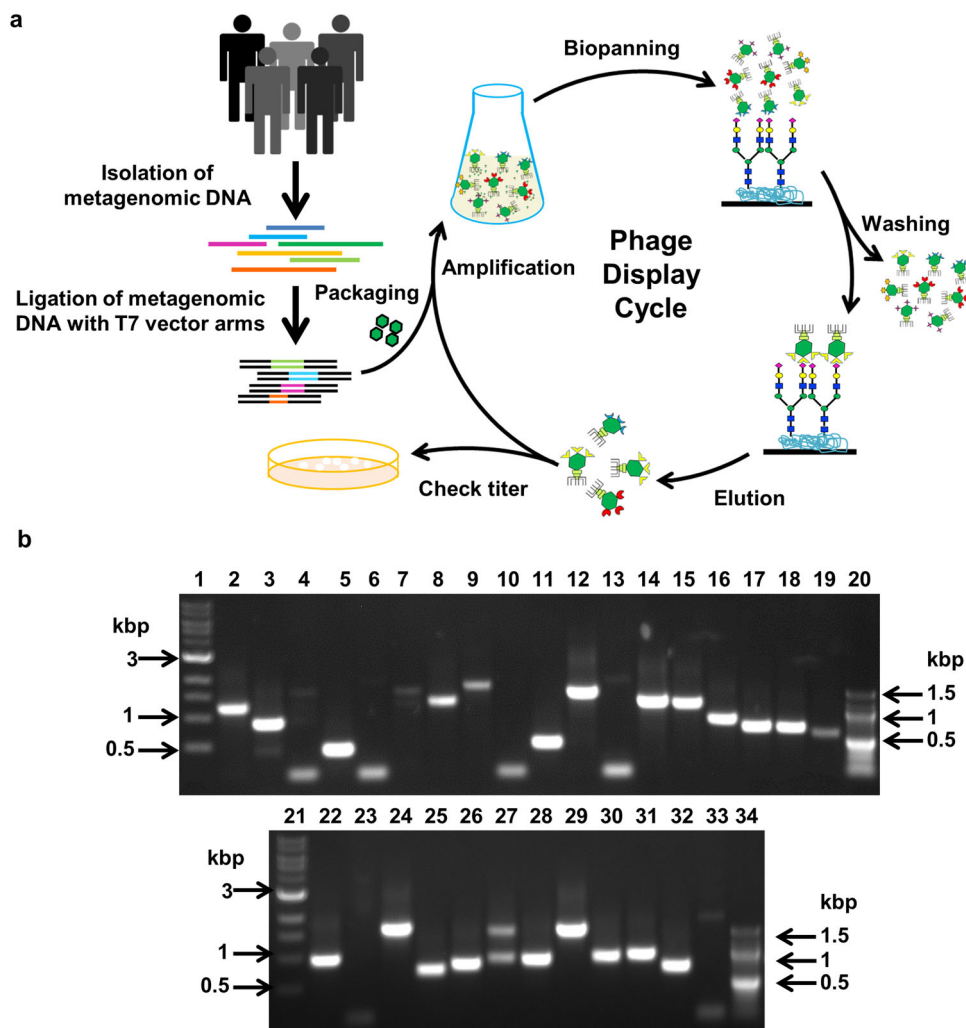 a
Isolation of
metagenomic DNA
Ligation of metagenomic
DNA with T7 vector arms
Packaging
Amplification
Biopanning
Phage
Display
Cycle
Washing
Elution
Check titer
b
1 2 3 4 5 6 7 8 9 10 11 12 13 14 15 16 17 18 19 20
kbp
3
1
0.5
kbp
1.5
1
0.5
21 22 23 24 25 26 27 28 29 30 31 32 33 34
kbp
3
1
0.5
kbp
1.5
1
0.5